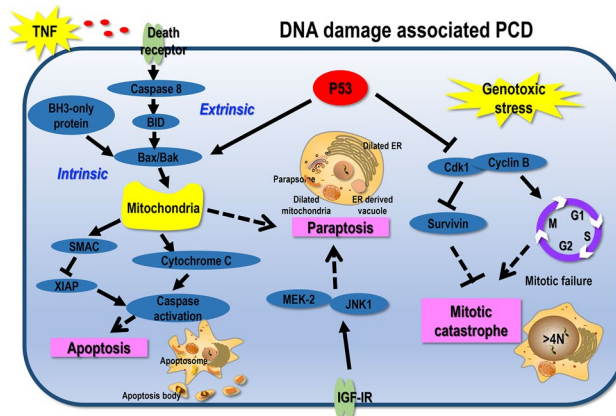 TNF
Death
receptor
DNA damage associated PCD
Caspase 8
P53
Genotoxic
stress
BH3-only
protein
Extrinsic
BID
Dilated ER
Bax/Bak
Cdk1
Cyclin B
Intrinsic
Parapsome
Dilated
mitochondria
ER derived
vacuole
Mitochondria
Paraptosis
Survivin
M
G1
S
G2
SMAC
Cytochrome C
Mitotic failure
XIAP
Caspase
activation
MEK-2
JNK1
Mitotic
catastrophe
>4N
Apoptosis
Apoptosome
Apoptosis body
IGF-IR